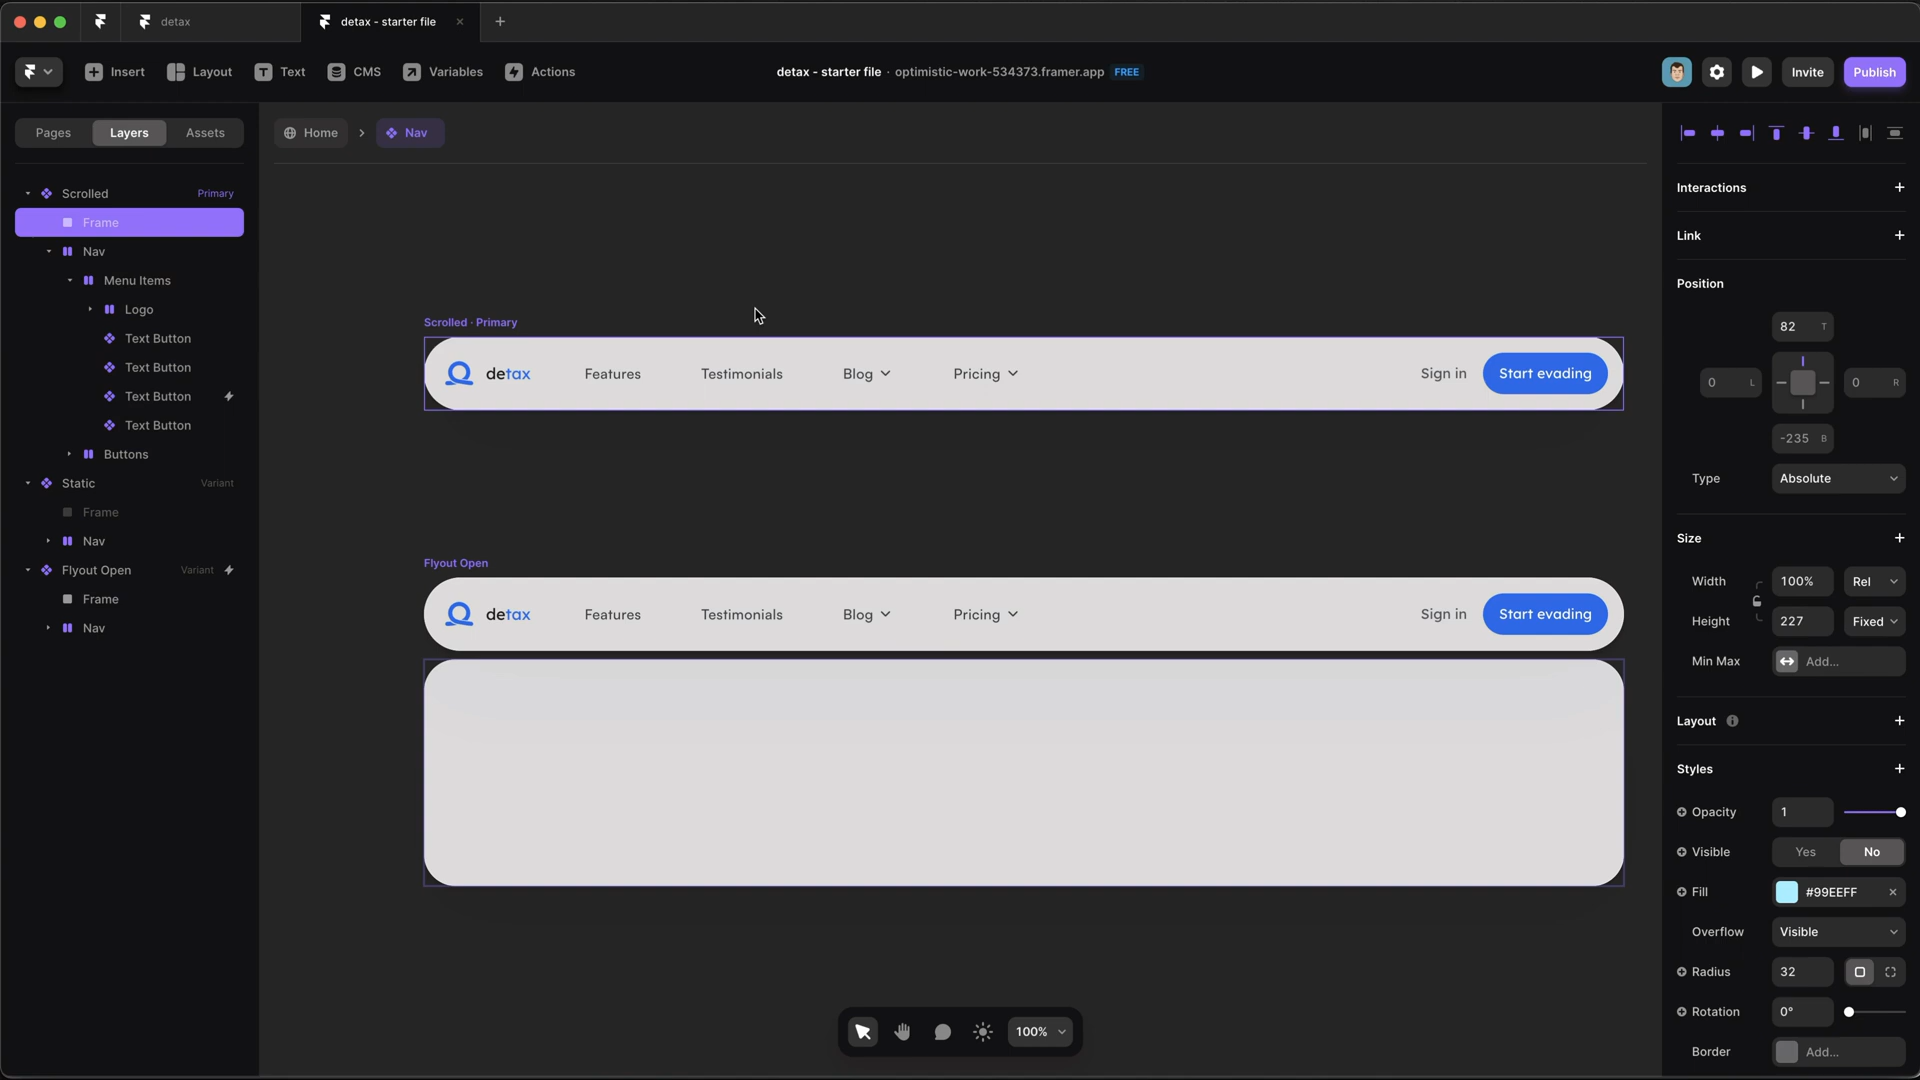 detax
detax - starter file
Insert
Layout
Text
CMS
Variables
Actions
detax - starter file · optimistic-work-534373.framer.app FREE
Invite
Publish
Pages
Layers
Assets
Home
Nav
Scrolled Primary
Frame
Nav
Menu Items
Logo
Text Button
Text Button
Text Button
Text Button
Buttons
Static Variant
Frame
Nav
Flyout Open Variant
Frame
Nav
Scrolled · Primary
detax Features Testimonials Blog Pricing Sign in Start evading
Flyout Open
detax Features Testimonials Blog Pricing Sign in Start evading
100%
Interactions
Link
Position
82 T
0 L
0 R
-235 B
Type Absolute
Size
Width 100% Rel
Height 227 Fixed
Min Max Add...
Layout
Styles
Opacity 1
Visible Yes No
Fill #99EEFF
Overflow Visible
Radius 32
Rotation 0°
Border Add...